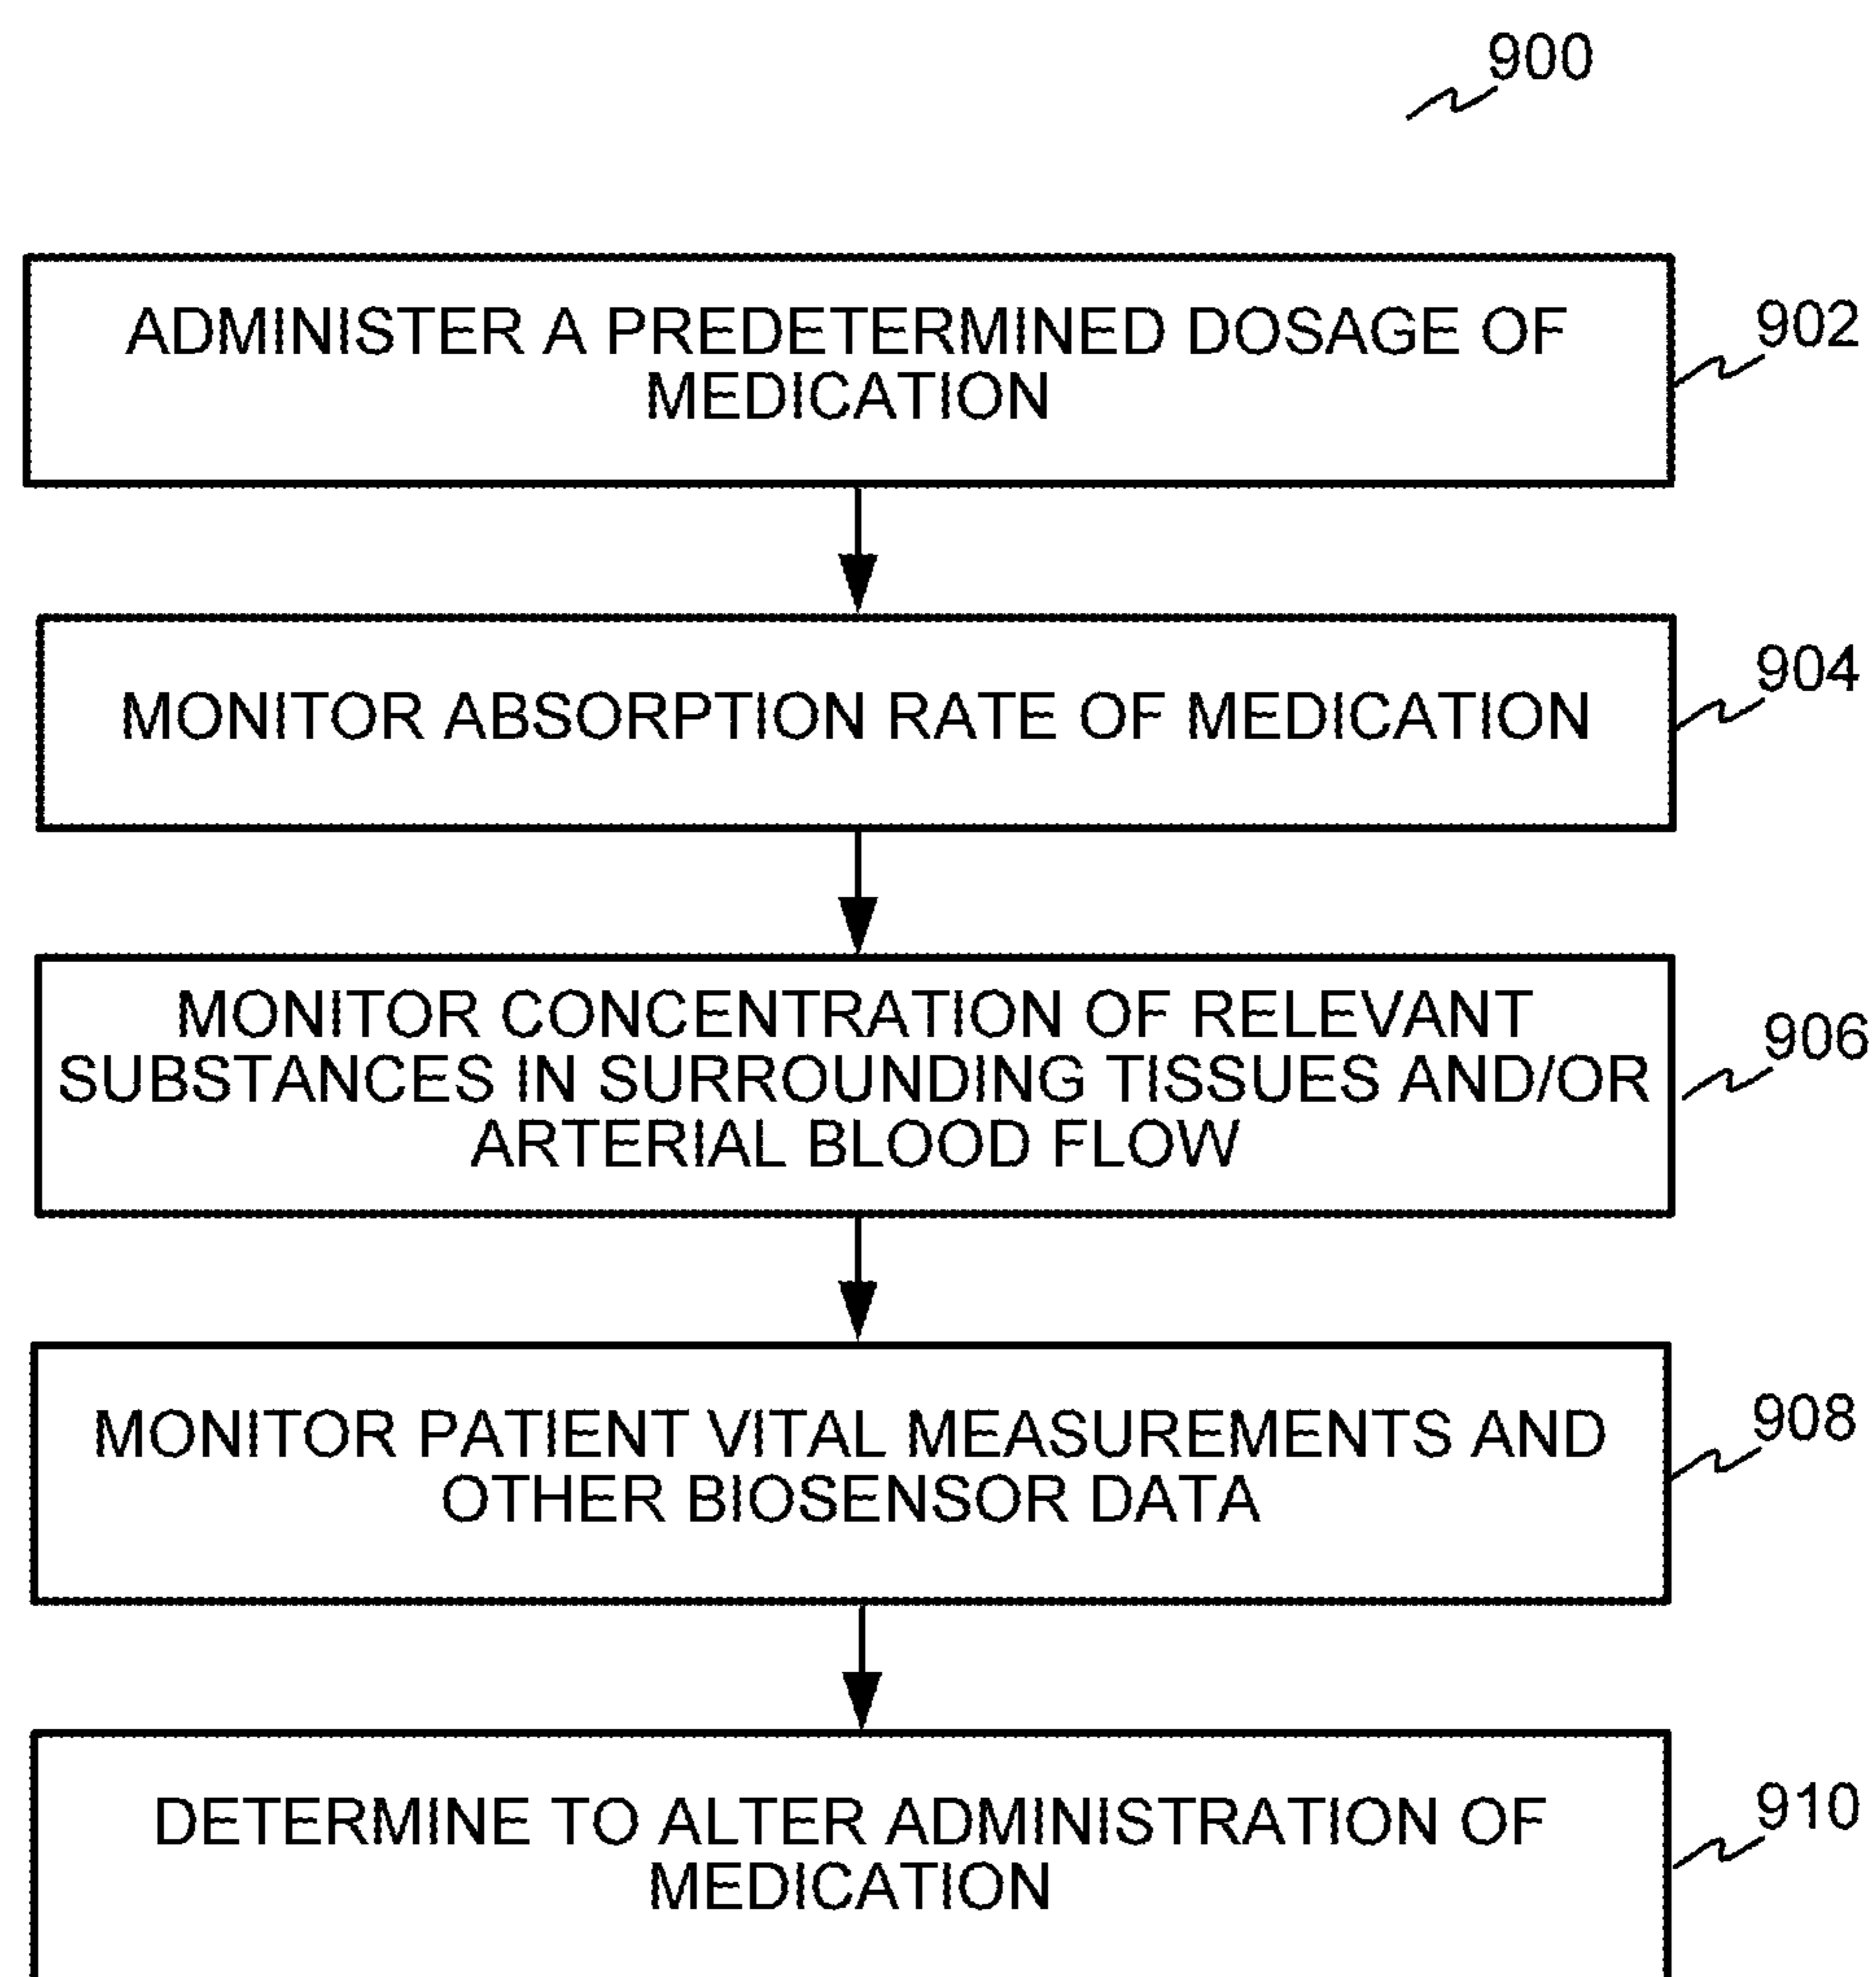 900
ADMINISTER A PREDETERMINED DOSAGE OF
MEDICATION
902
MONITOR ABSORPTION RATE OF MEDICATION
904
MONITOR CONCENTRATION OF RELEVANT
SUBSTANCES IN SURROUNDING TISSUES AND/OR
ARTERIAL BLOOD FLOW
906
MONITOR PATIENT VITAL MEASUREMENTS AND
OTHER BIOSENSOR DATA
908
DETERMINE TO ALTER ADMINISTRATION OF
MEDICATION
910